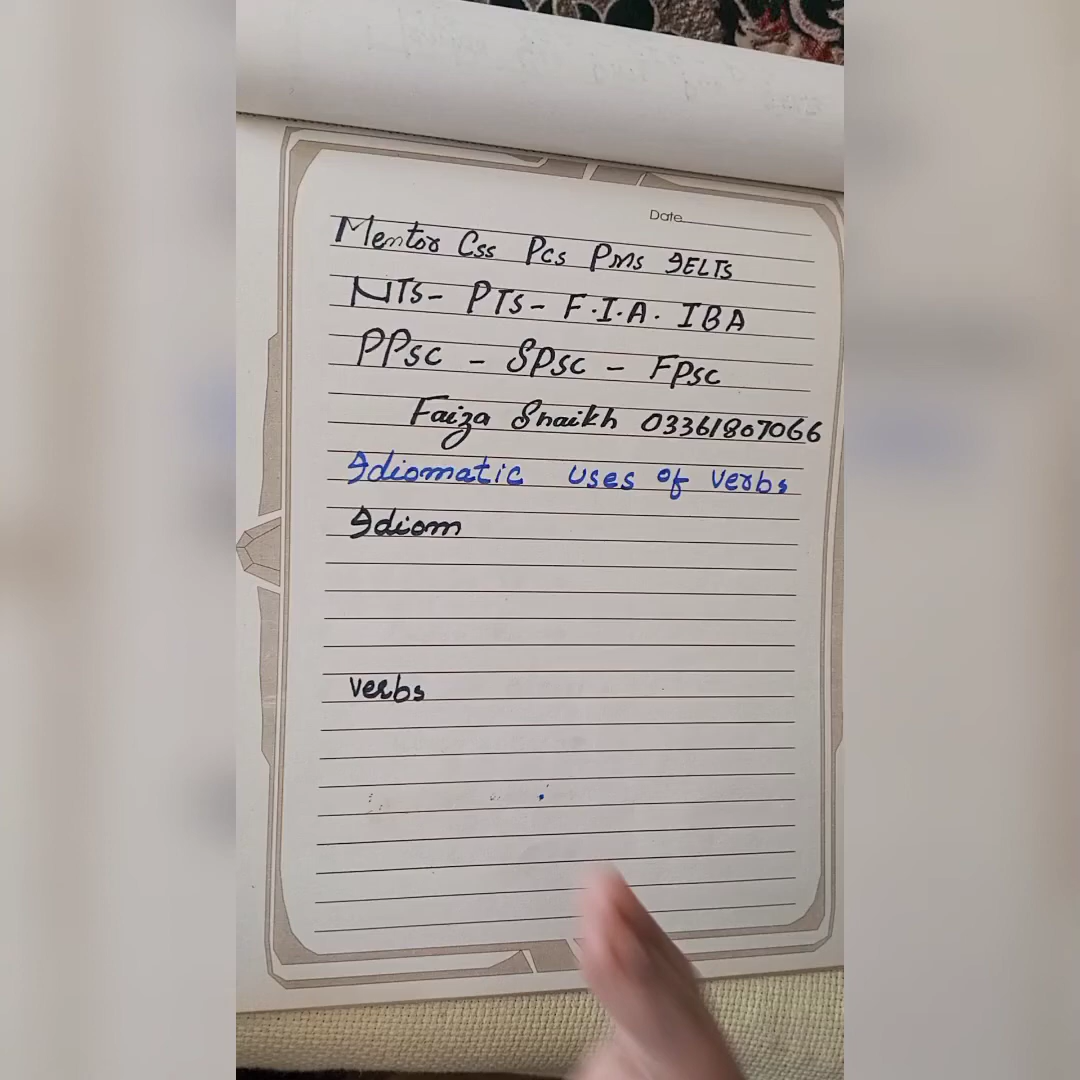 Date
Mentor Css Pcs PMs IELTs
NTS- PTS- F.I.A. IBA
PPsc - SPsc - FPsc
Faiza Shaikh 03361807066
Idiomatic uses of verbs
Idiom
verbs